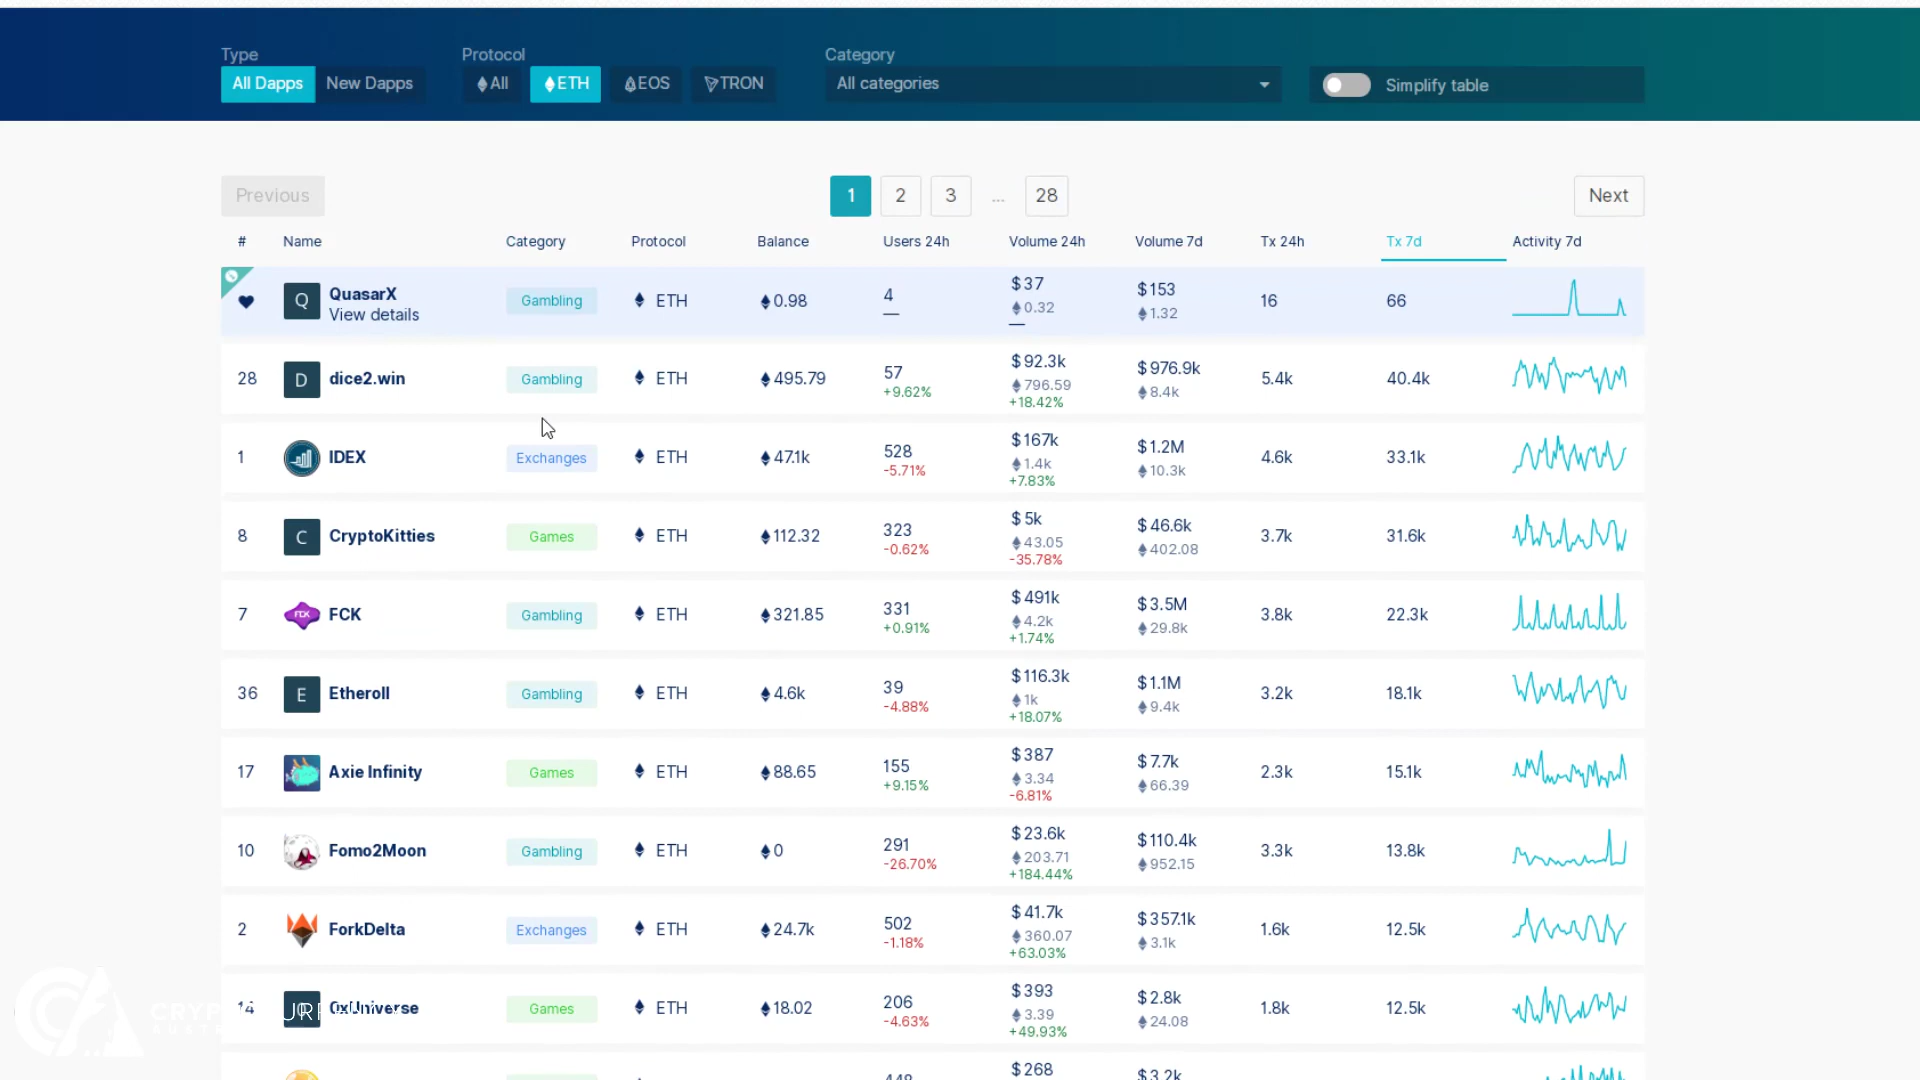 Type Protocol Category
All Dapps New Dapps All ETH EOS TRON All categories Simplify table
Previous 1 2 3 ... 28 Next
# Name Category Protocol Balance Users 24h Volume 24h Volume 7d Tx 24h Tx 7d Activity 7d
Q QuasarX View details Gambling ETH 0.98 4 — $37 0.32 — $153 1.32 16 66
28 D dice2.win Gambling ETH 495.79 57 +9.62% $92.3k 796.59 +18.42% $976.9k 8.4k 5.4k 40.4k
1 IDEX Exchanges ETH 47.1k 528 -5.71% $167k 1.4k +7.83% $1.2M 10.3k 4.6k 33.1k
8 C CryptoKitties Games ETH 112.32 323 -0.62% $5k 43.05 -35.78% $46.6k 402.08 3.7k 31.6k
7 FCK FCK Gambling ETH 321.85 331 +0.91% $491k 4.2k +1.74% $3.5M 29.8k 3.8k 22.3k
36 E Etheroll Gambling ETH 4.6k 39 -4.88% $116.3k 1k +18.07% $1.1M 9.4k 3.2k 18.1k
17 Axie Infinity Games ETH 88.65 155 +9.15% $387 3.34 -6.81% $7.7k 66.39 2.3k 15.1k
10 Fomo2Moon Gambling ETH 0 291 -26.70% $23.6k 203.71 +184.44% $110.4k 952.15 3.3k 13.8k
2 ForkDelta Exchanges ETH 24.7k 502 -1.18% $41.7k 360.07 +63.03% $357.1k 3.1k 1.6k 12.5k
14 0xUniverse Games ETH 18.02 206 -4.63% $393 3.39 +49.93% $2.8k 24.08 1.8k 12.5k
$268